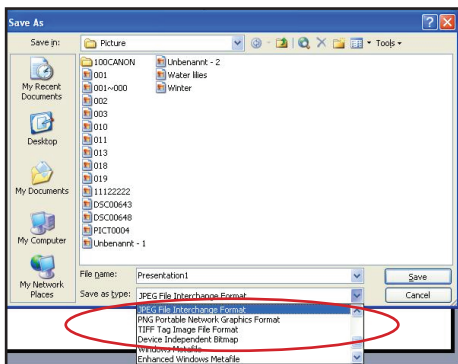 Save As
Save in:
Picture
Tools
My Recent
Documents
Desktop
My Documents
My Computer
My Network
Places
100CANON
001
001~000
002
003
010
011
013
018
019
11122222
DSC00643
DSC00648
PICT0004
Unbenannt - 1
Unbenannt - 2
Water lilies
Winter
File name:
Presentation1
Save
Save as type:
JPEG File Interchange Format
Cancel
JPEG File Interchange Format
PNG Portable Network Graphics Format
TIFF Tag Image File Format
Device Independent Bitmap
Windows Metafile
Enhanced Windows Metafile